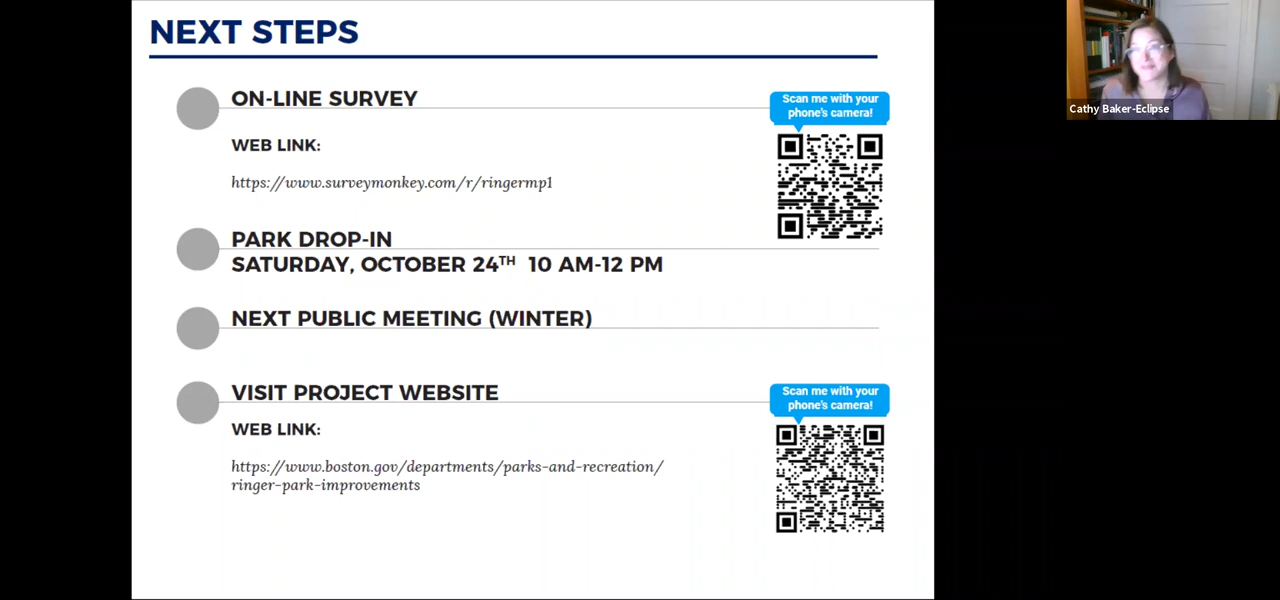 NEXT STEPS
ON-LINE SURVEY
Scan me with your
phone's camera!
WEB LINK:
https://www.surveymonkey.com/r/ringermp1
PARK DROP-IN
SATURDAY, OCTOBER 24TH 10 AM-12 PM
NEXT PUBLIC MEETING (WINTER)
VISIT PROJECT WEBSITE
Scan me with your
phone's camera!
WEB LINK:
https://www.boston.gov/departments/parks-and-recreation/
ringer-park-improvements
Cathy Baker-Eclipse